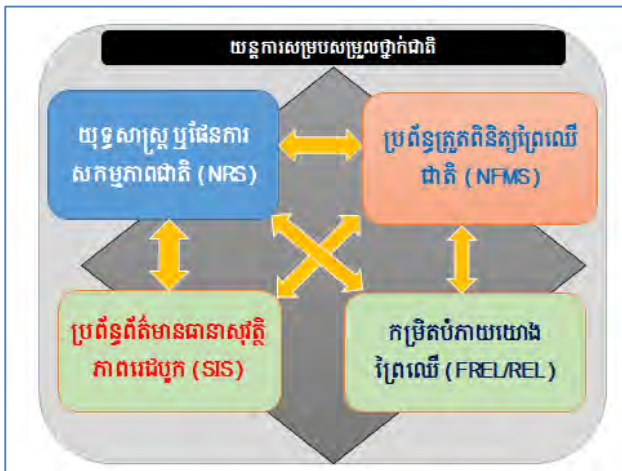 យន្តការសម្របសម្រួលថ្នាក់ជាតិ
យុទ្ធសាស្ត្រ ឬផែនការ
សកម្មភាពជាតិ (NRS)
ប្រព័ន្ធត្រួតពិនិត្យព្រៃឈើ
ជាតិ (NFMS)
ប្រព័ន្ធព័ត៌មានធានាសុវត្ថិ
ភាពរេដបូក (SIS)
កម្រិតបំភាយយោង
ព្រៃឈើ (FREL/REL)